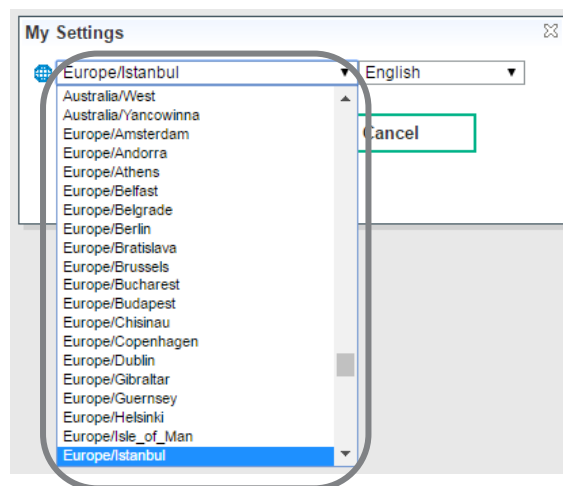 My Settings
Europe/Istanbul English
Australia/West
Australia/Yancowinna
Europe/Amsterdam
Cancel
Europe/Andorra
Europe/Athens
Europe/Belfast
Europe/Belgrade
Europe/Berlin
Europe/Bratislava
Europe/Brussels
Europe/Bucharest
Europe/Budapest
Europe/Chisinau
Europe/Copenhagen
Europe/Dublin
Europe/Gibraltar
Europe/Guernsey
Europe/Helsinki
Europe/Isle_of_Man
Europe/Istanbul